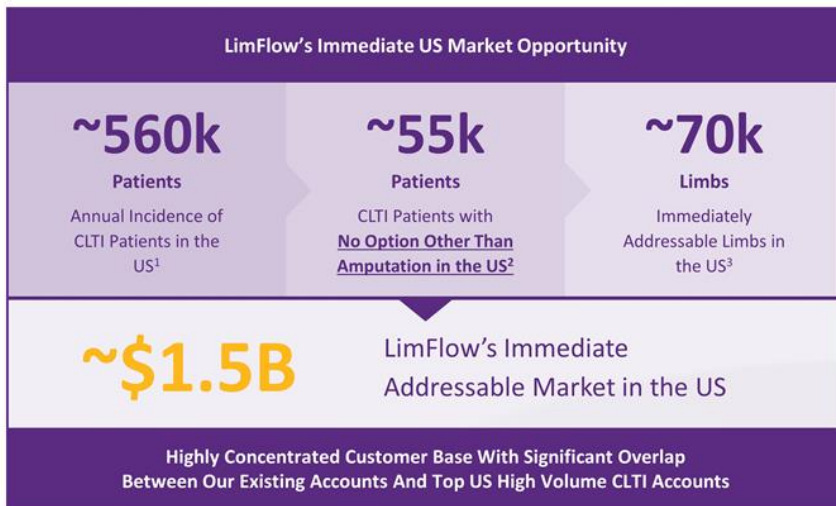 LimFlow's Immediate US Market Opportunity
~560k
Patients
Annual Incidence of
CLTI Patients in the
US¹
~55k
Patients
CLTI Patients with
No Option Other Than
Amputation in the US²
~70k
Limbs
Immediately
Addressable Limbs in
the US³
~$1.5B
LimFlow's Immediate
Addressable Market in the US
Highly Concentrated Customer Base With Significant Overlap
Between Our Existing Accounts And Top US High Volume CLTI Accounts